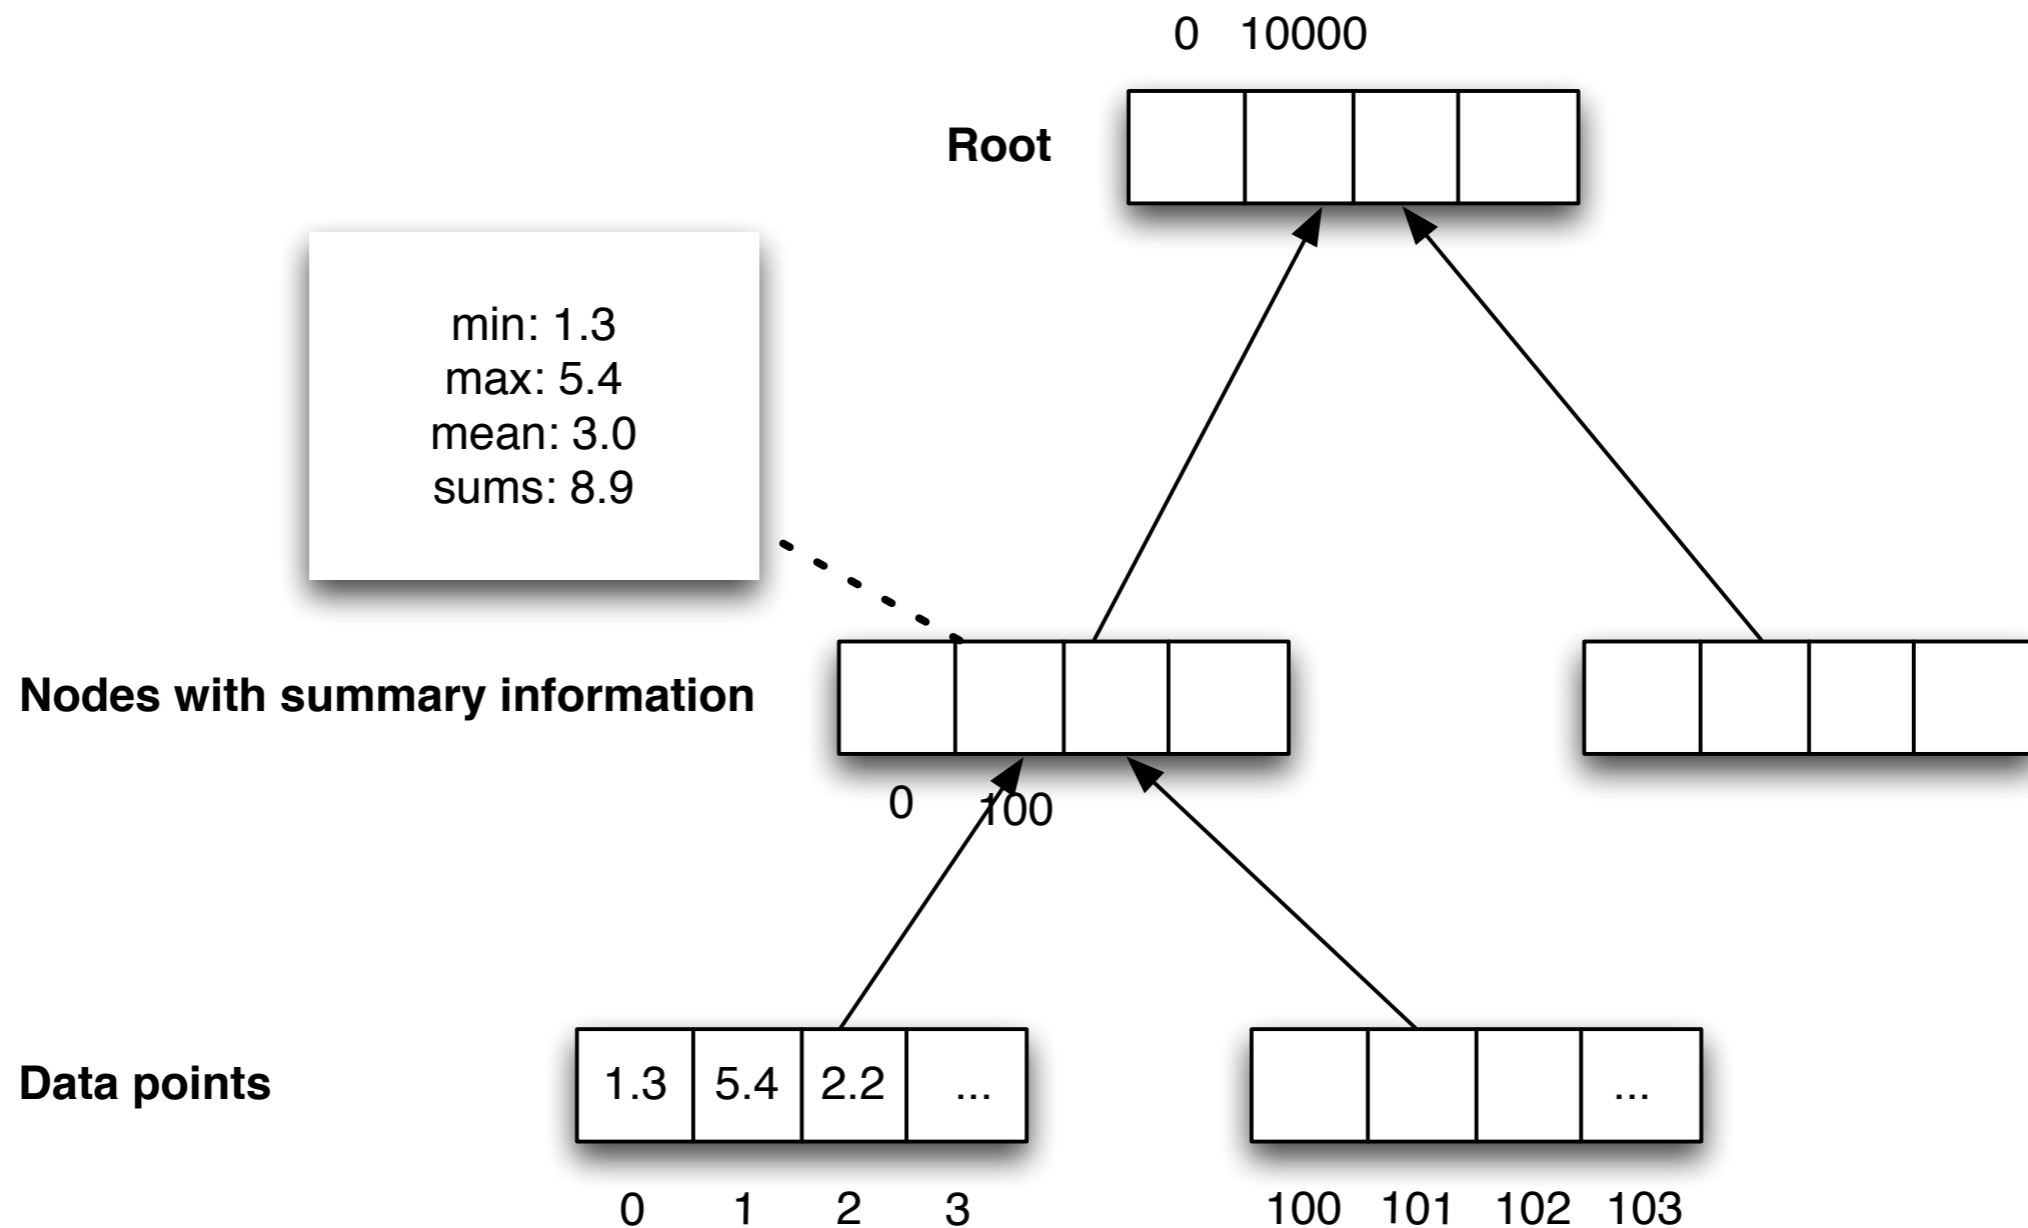 0 10000
Root
min: 1.3
max: 5.4
mean: 3.0
sums: 8.9
Nodes with summary information
0 100
Data points
1.3 5.4 2.2 ... ...
0 1 2 3 100 101 102 103